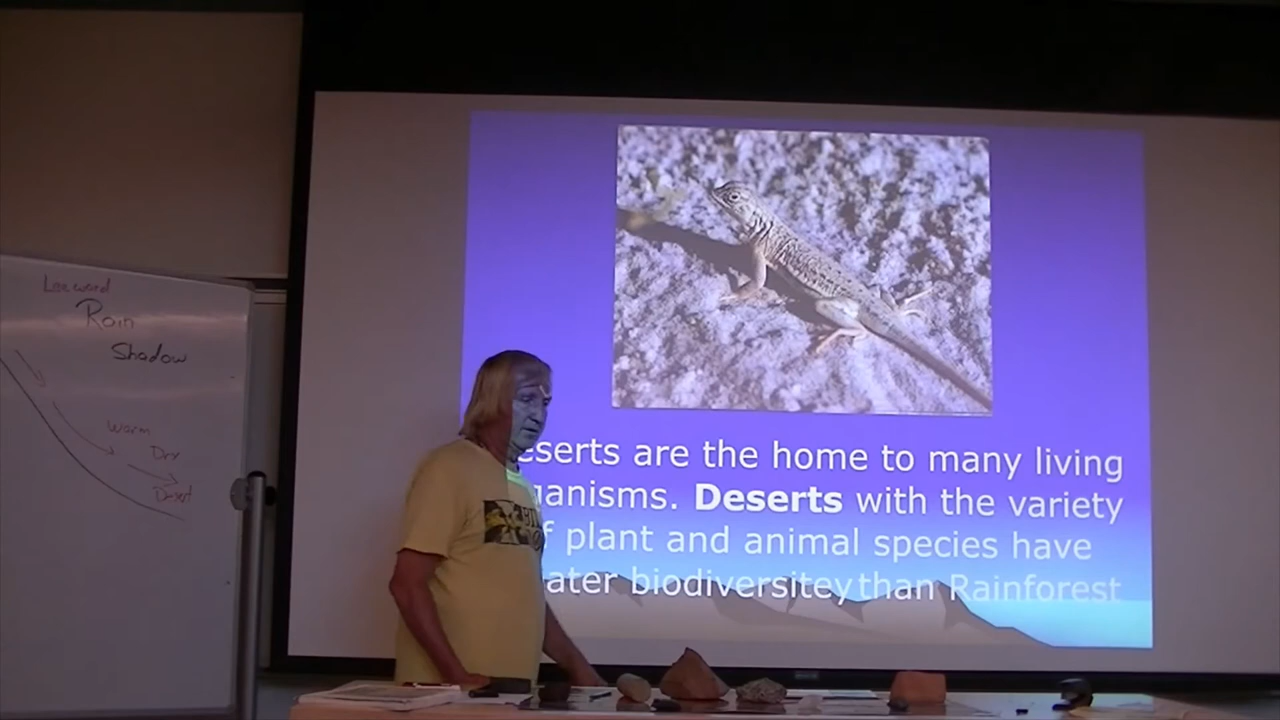 Leeward
Rain
Shadow
Warm
Dry
Desert
eserts are the home to many living
ganisms. Deserts with the variety
f plant and animal species have
ater biodiversitey than Rainforest